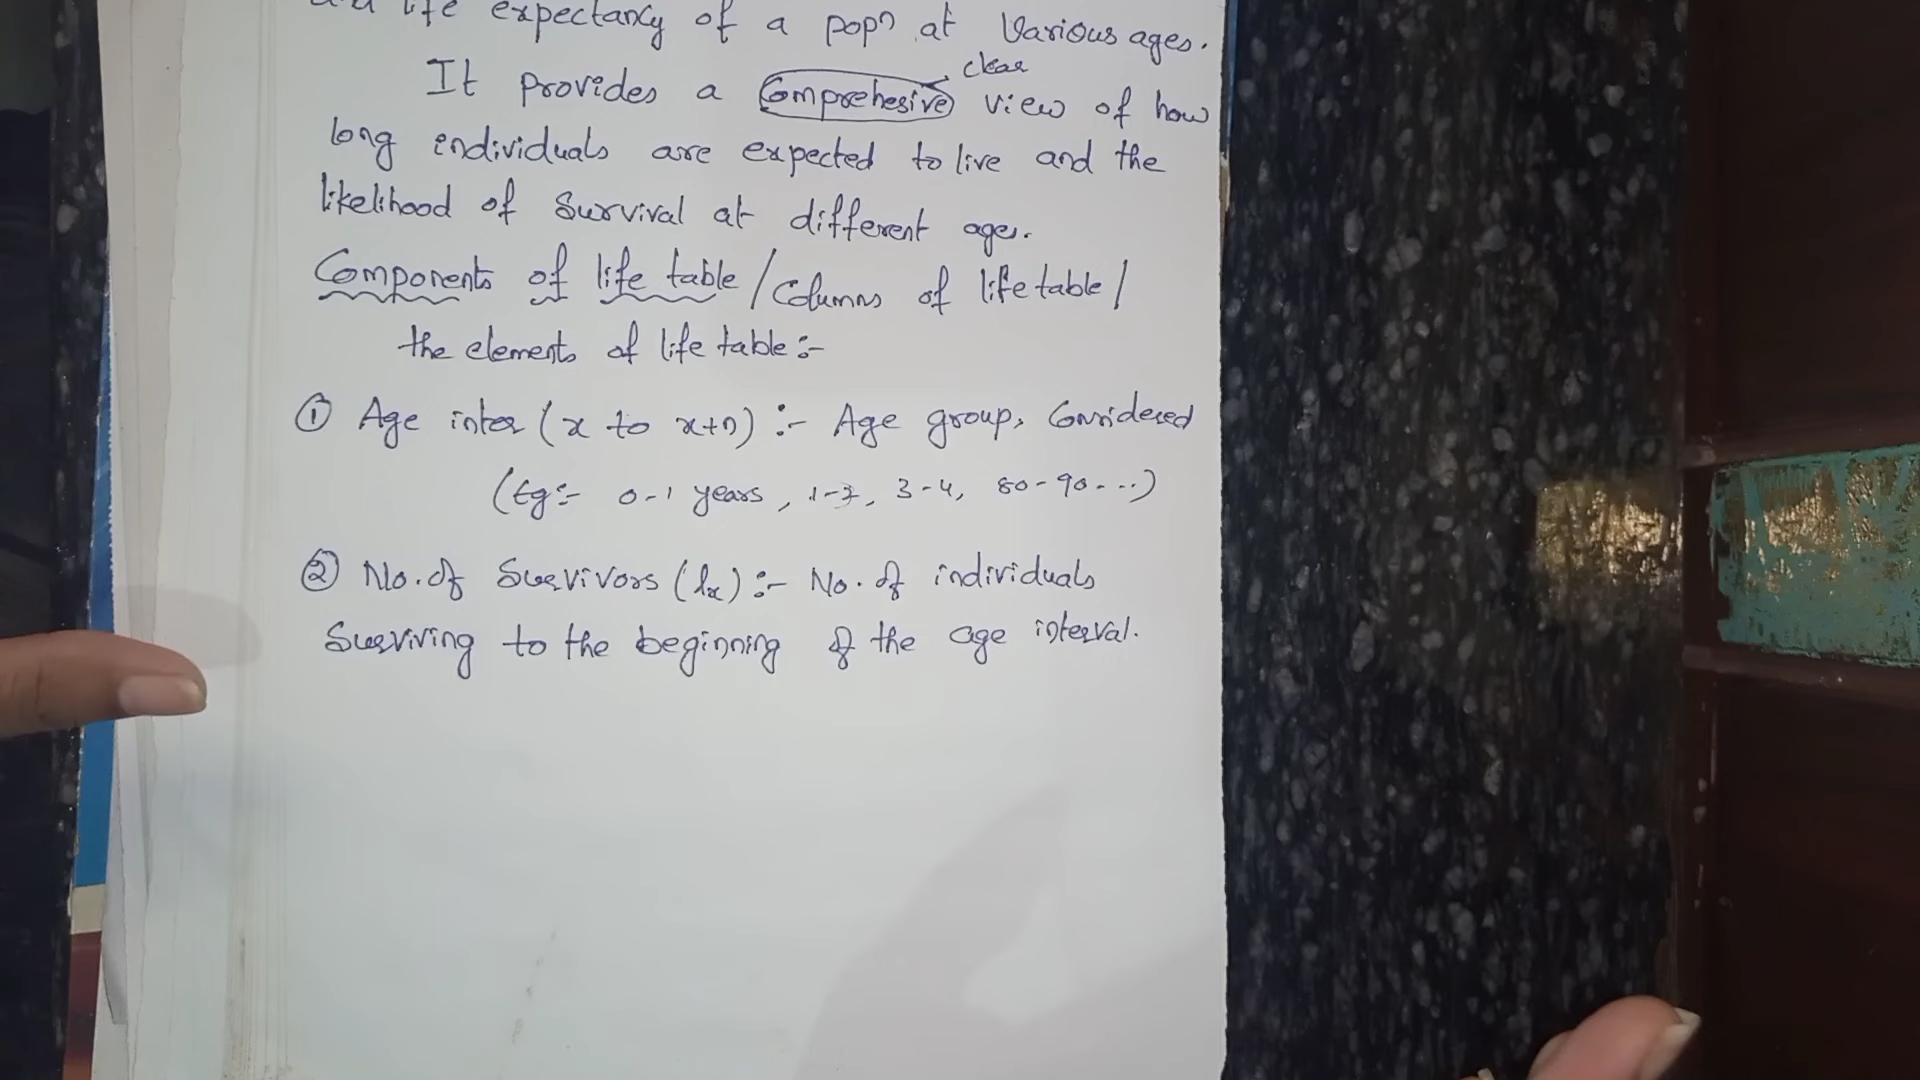 life expectancy of a popn at Various ages.
clear
It provides a Comprehesive view of how
long individuals are expected to live and the
likelihood of Survival at different ages.
Components of life table / Columns of life table /
the elements of life table :-
① Age inter (x to x+n) :- Age groups Considered
(Eg:- 0-1 years, 1-2, 3-4, 80-90...)
② No. of Survivors (lx) :- No. of individuals
Surviving to the beginning of the age interval.